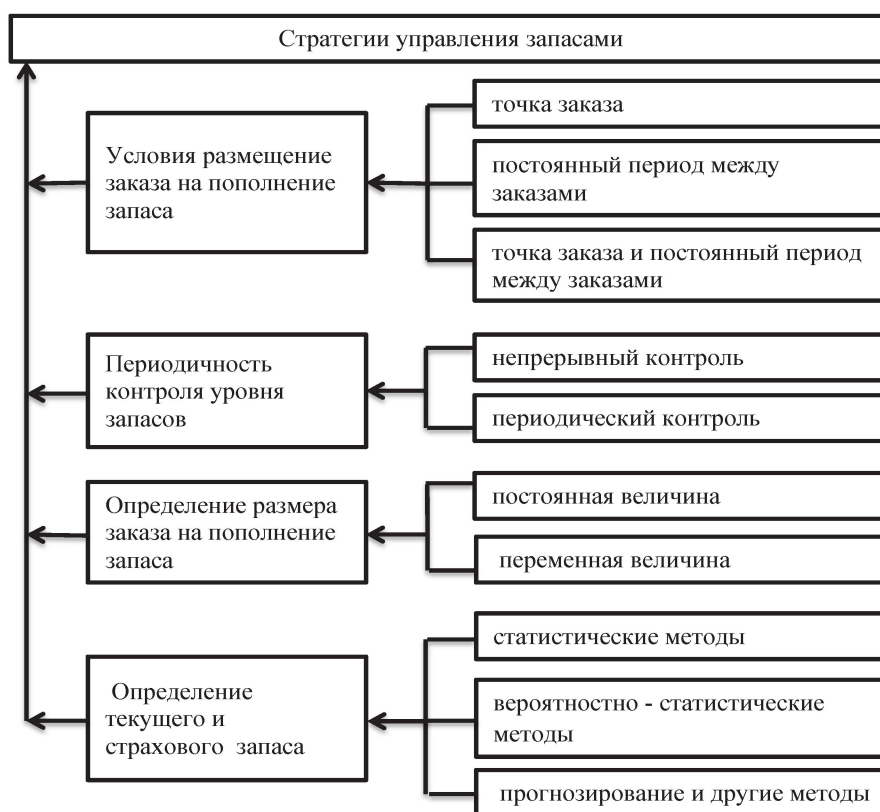 Стратегии управления запасами
Условия размещение
заказа на пополнение
запаса
точка заказа
постоянный период между
заказами
точка заказа и постоянный период
между заказами
Периодичность
контроля уровня
запасов
непрерывный контроль
периодический контроль
Определение размера
заказа на пополнение
запаса
постоянная величина
переменная величина
Определение
текущего и
страхового запаса
статистические методы
вероятностно - статистические
методы
прогнозирование и другие методы